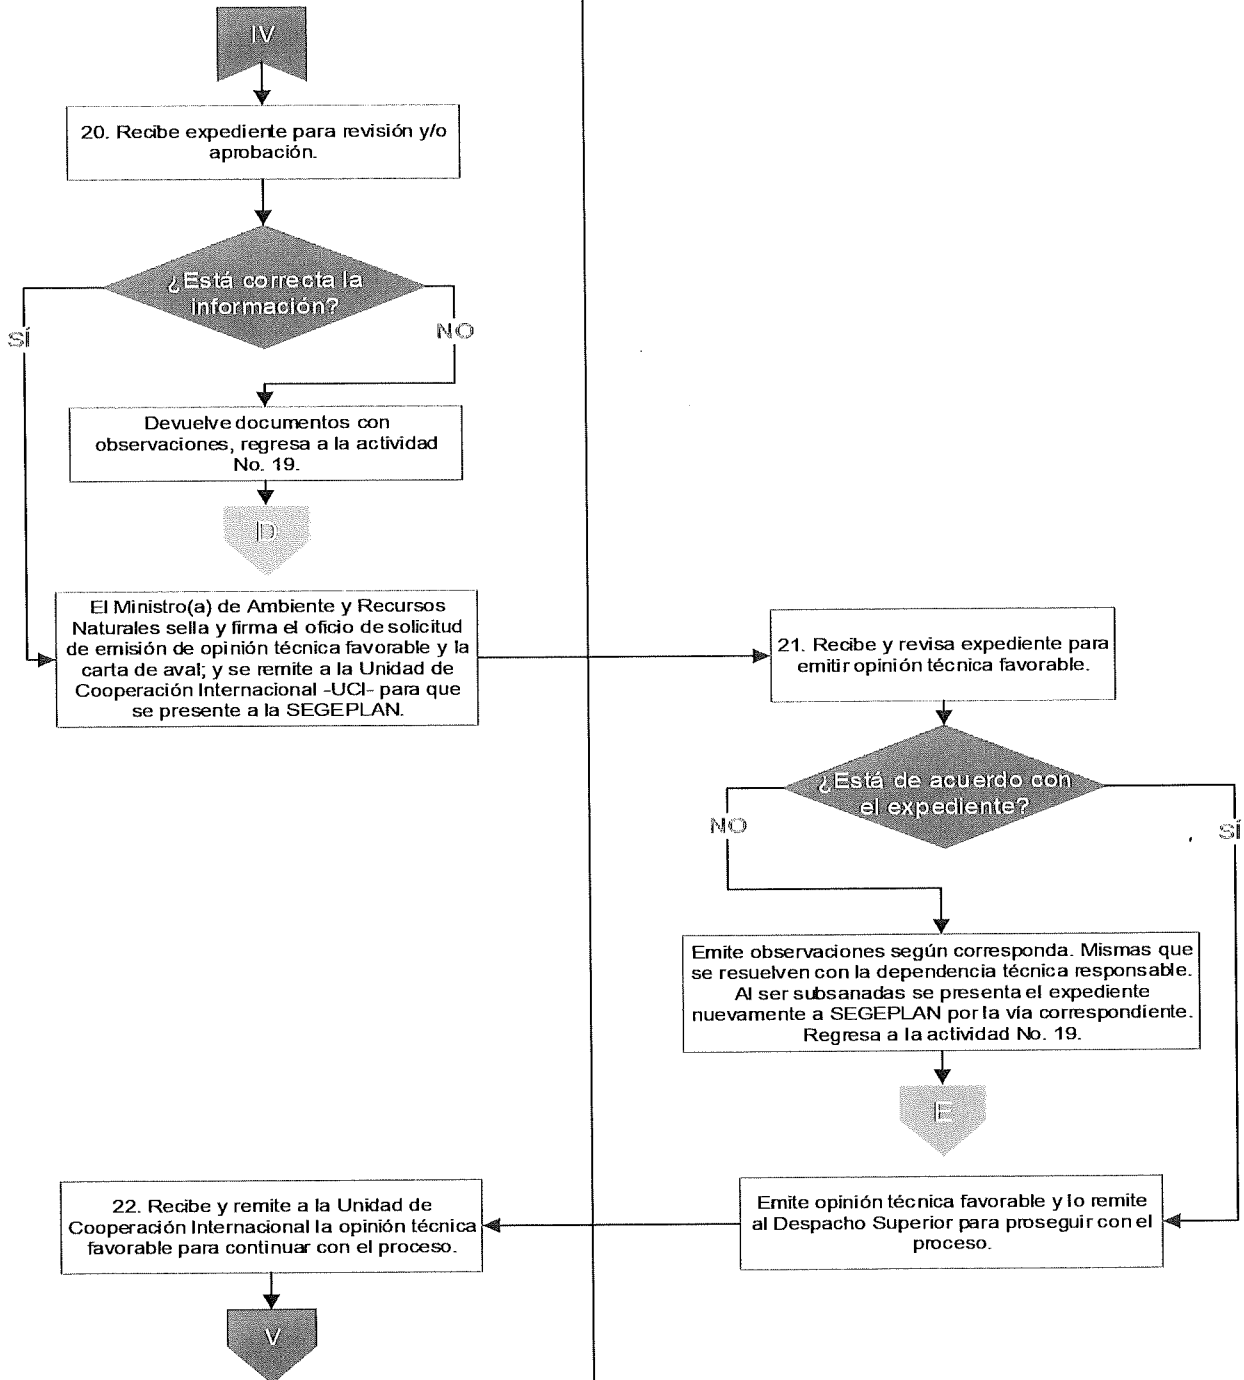 IV
20. Recibe expediente para revisión y/o
aprobación.
¿Está correcta la
información?
SÍ
NO
Devuelve documentos con
observaciones, regresa a la actividad
No. 19.
D
El Ministro(a) de Ambiente y Recursos
Naturales sella y firma el oficio de solicitud
de emisión de opinión técnica favorable y la
carta de aval; y se remite a la Unidad de
Cooperación Internacional -UCI- para que
se presente a la SEGEPLAN.
21. Recibe y revisa expediente para
emitir opinión técnica favorable.
¿Está de acuerdo con
el expediente?
NO
SÍ
Emite observaciones según corresponda. Mismas que
se resuelven con la dependencia técnica responsable.
Al ser subsanadas se presenta el expediente
nuevamente a SEGEPLAN por la vía correspondiente.
Regresa a la actividad No. 19.
E
Emite opinión técnica favorable y lo remite
al Despacho Superior para proseguir con el
proceso.
22. Recibe y remite a la Unidad de
Cooperación Internacional la opinión técnica
favorable para continuar con el proceso.
V